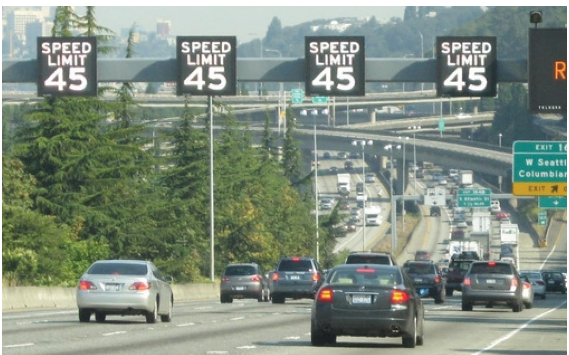 SPEED
LIMIT
45
SPEED
LIMIT
45
SPEED
LIMIT
45
SPEED
LIMIT
45
R
EXIT
W Seattl
Columbian
EXIT